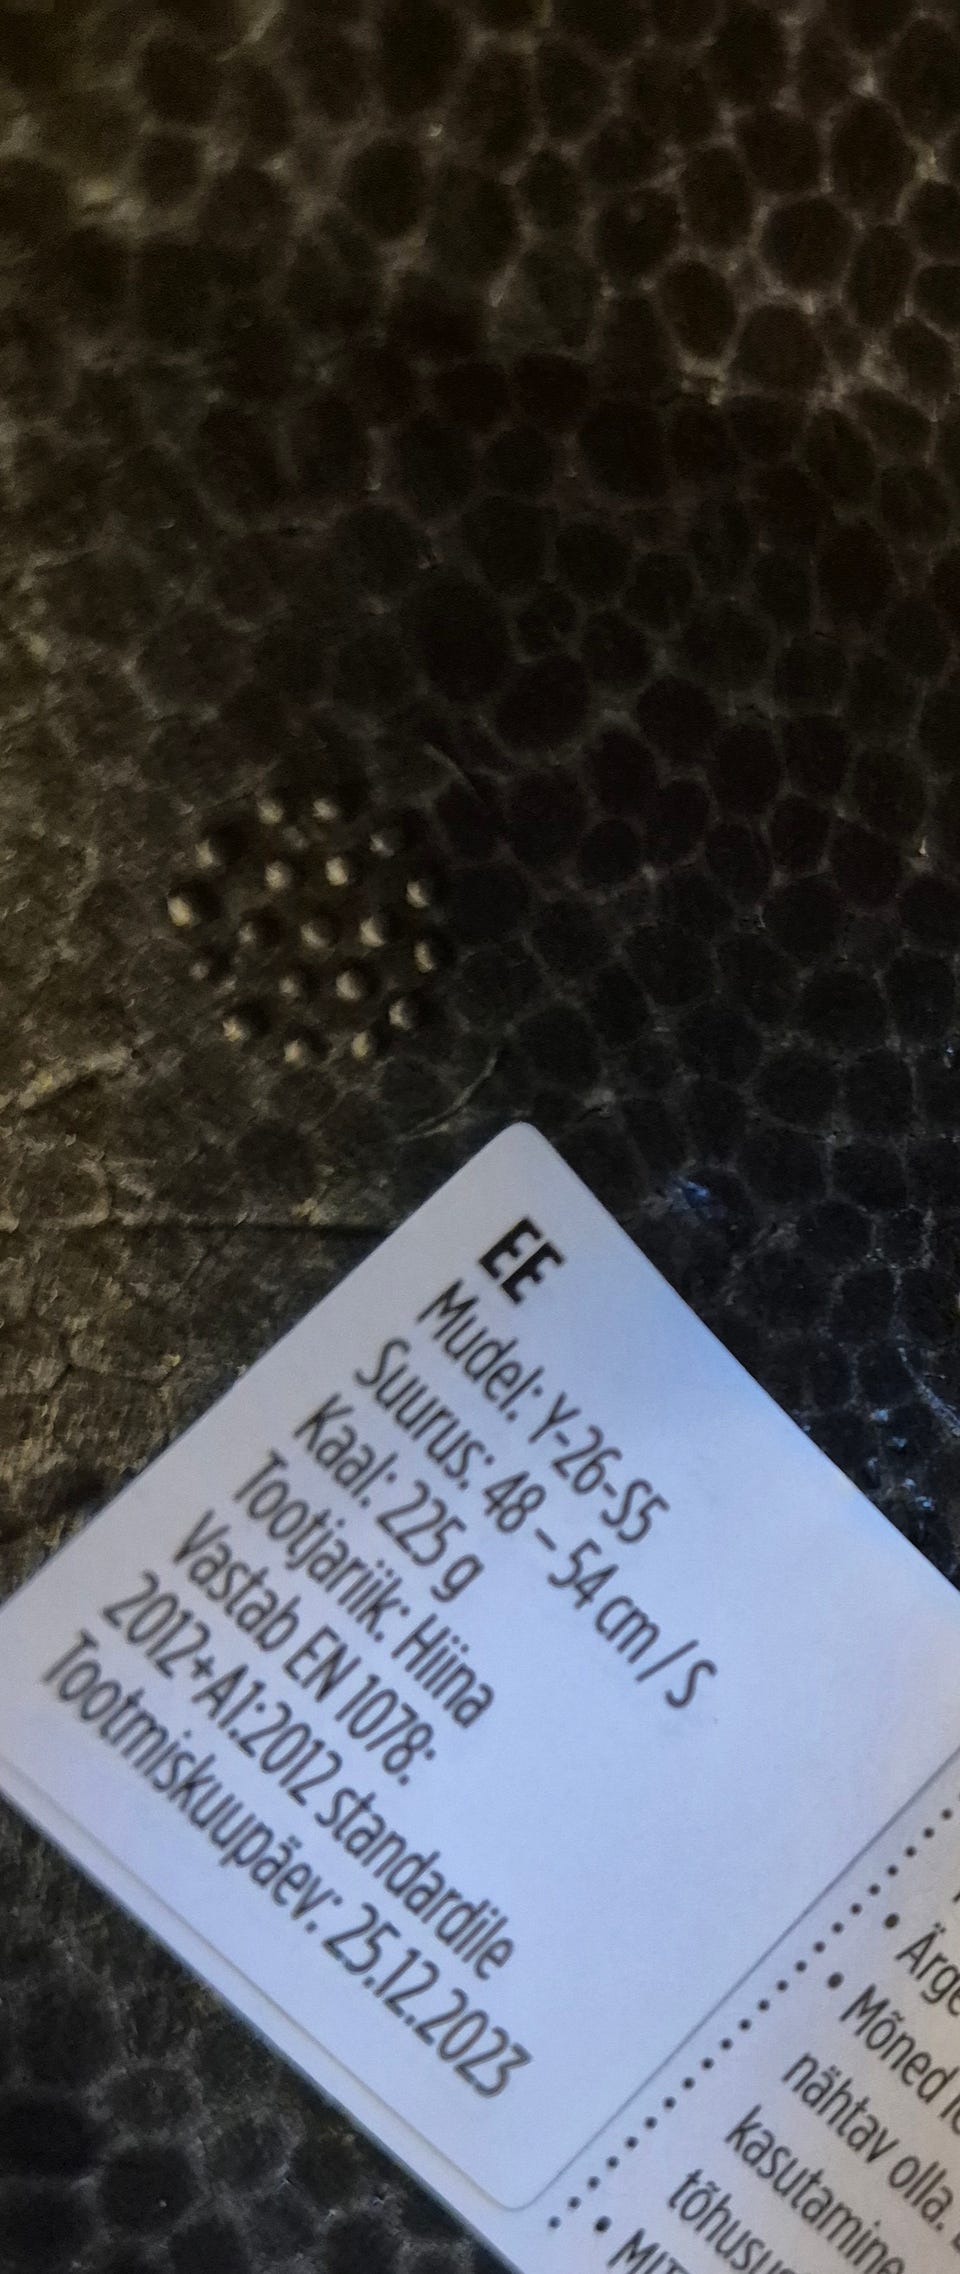 EE
Mudel: Y-26-S5
Suurus: 48 – 54 cm / S
Kaal: 225 g
Tootjariik: Hiina
Vastab EN 1078:
2012+A1:2012 standardile
Tootmiskuupäev: 25.12.2023
• Ärge
• Mõned
nähtav olla.
kasutamine